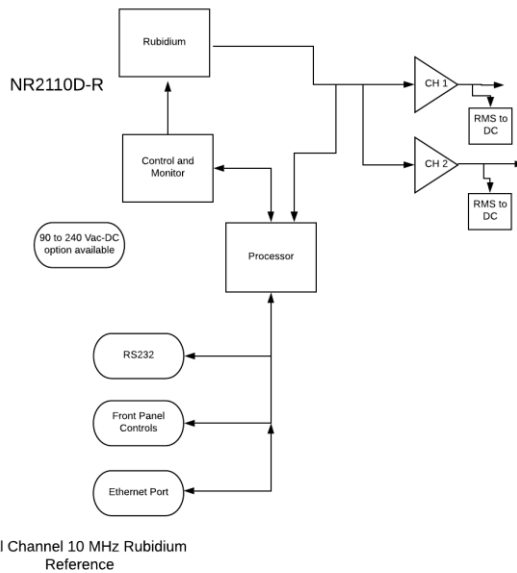 Rubidium
NR2110D-R
CH 1
RMS to
DC
Control and
Monitor
CH 2
RMS to
DC
90 to 240 Vac-DC
option available
Processor
RS232
Front Panel
Controls
Ethernet Port
l Channel 10 MHz Rubidium
Reference